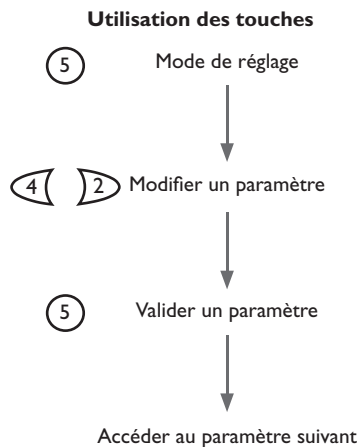 Utilisation des touches
5 Mode de réglage
4 2 Modifier un paramètre
5 Valider un paramètre
Accéder au paramètre suivant